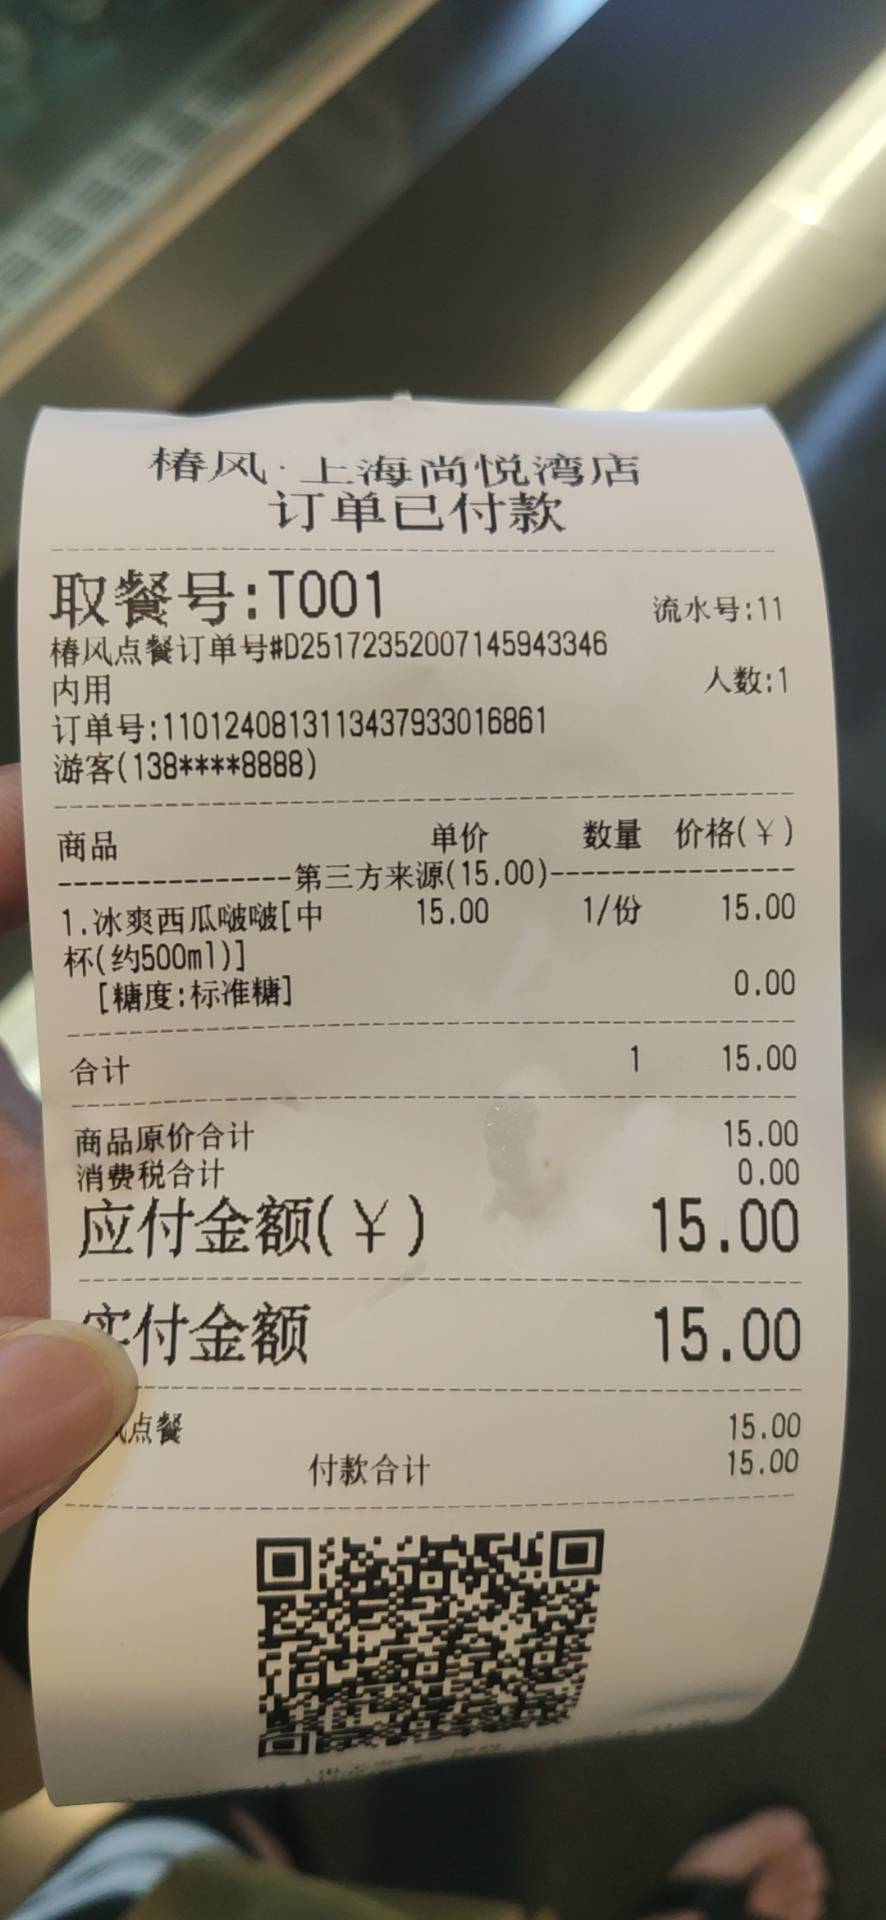 椿风·上海尚悦湾店
订单已付款
取餐号:T001 流水号:11
椿风点餐订单号#D25172352007145943346
内用 人数:1
订单号:1101240813113437933016861
游客(138****8888)
商品 单价 数量 价格(￥)
第三方来源(15.00)
1.冰爽西瓜啵啵[中 15.00 1/份 15.00
杯(约500ml)]
[糖度:标准糖] 0.00
合计 1 15.00
商品原价合计 15.00
消费税合计 0.00
应付金额(￥) 15.00
实付金额 15.00
点餐 15.00
付款合计 15.00